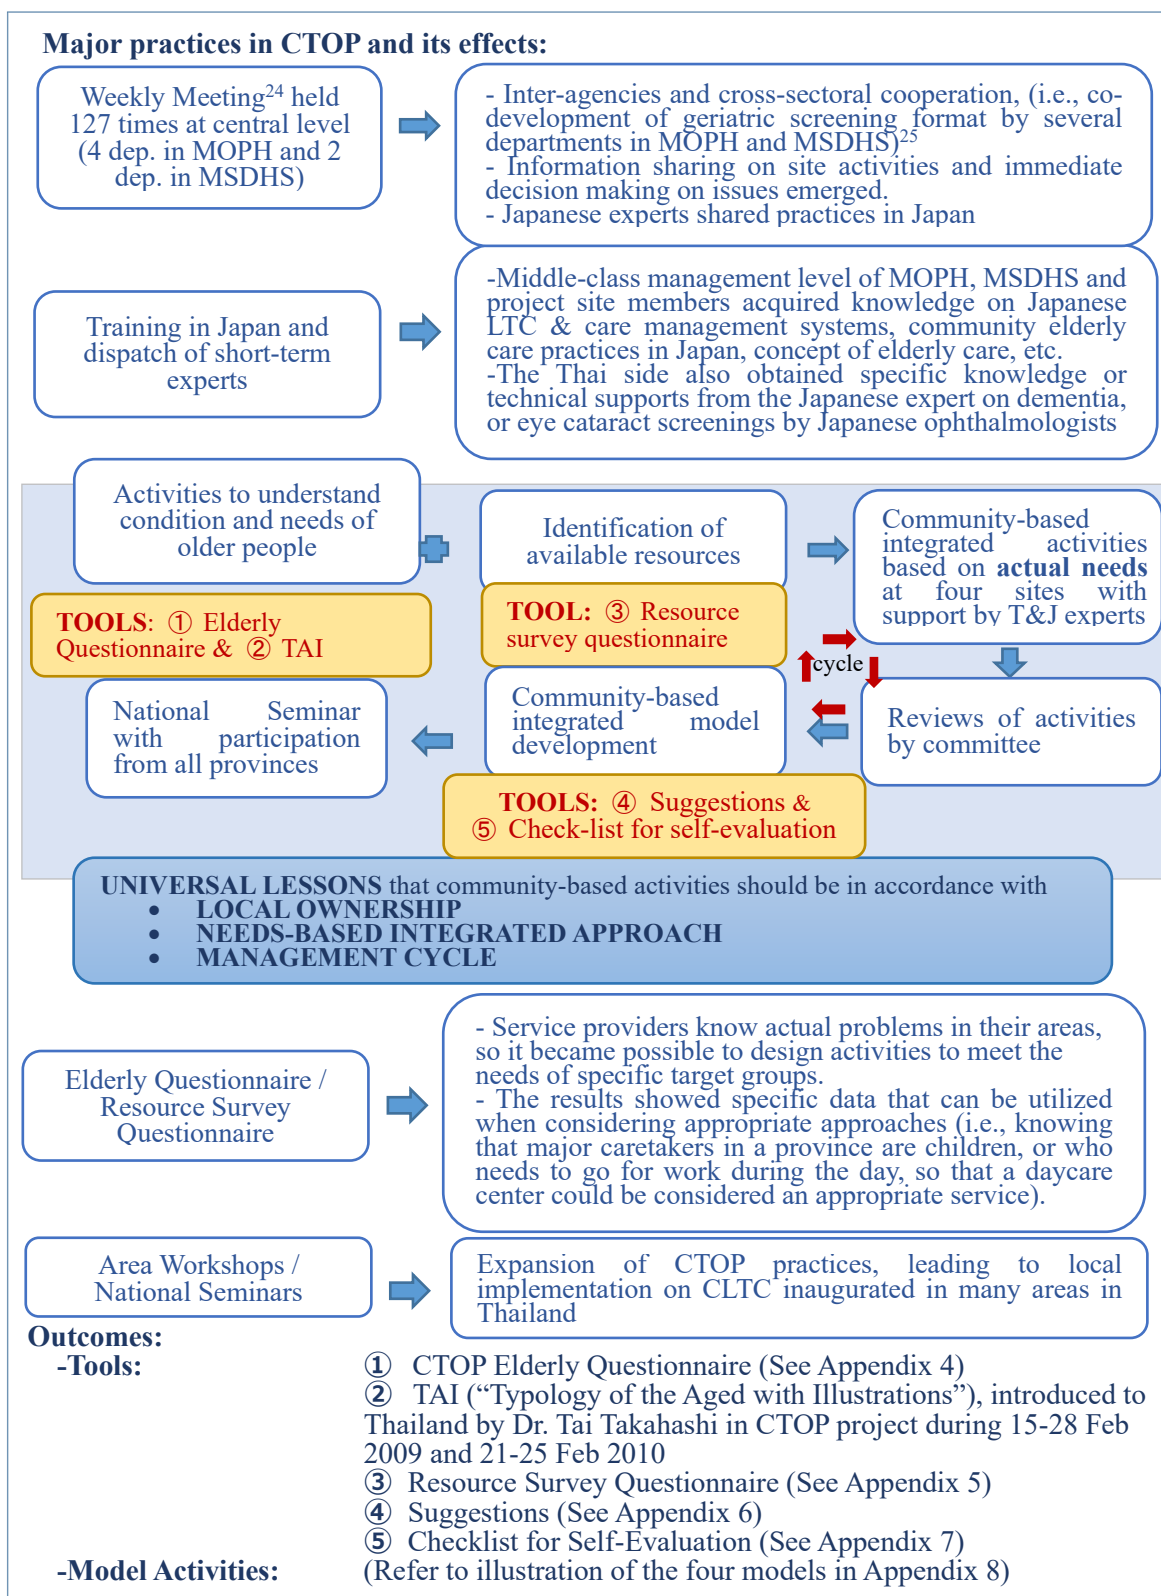 Major practices in CTOP and its effects:
Weekly Meeting24 held
127 times at central level
(4 dep. in MOPH and 2
dep. in MSDHS)
- Inter-agencies and cross-sectoral cooperation, (i.e., co-
development of geriatric screening format by several
departments in MOPH and MSDHS)25
- Information sharing on site activities and immediate
decision making on issues emerged.
- Japanese experts shared practices in Japan
Training in Japan and
dispatch of short-term
experts
-Middle-class management level of MOPH, MSDHS and
project site members acquired knowledge on Japanese
LTC & care management systems, community elderly
care practices in Japan, concept of elderly care, etc.
-The Thai side also obtained specific knowledge or
technical supports from the Japanese expert on dementia,
or eye cataract screenings by Japanese ophthalmologists
Activities to understand
condition and needs of
older people
TOOLS: ① Elderly
Questionnaire & ② TAI
Identification of
available resources
TOOL: ③ Resource
survey questionnaire
Community-based
integrated activities
based on actual needs
at four sites with
support by T&J experts
cycle
Reviews of activities
by committee
Community-based
integrated model
development
TOOLS: ④ Suggestions &
⑤ Check-list for self-evaluation
National Seminar
with participation
from all provinces
UNIVERSAL LESSONS that community-based activities should be in accordance with
• LOCAL OWNERSHIP
• NEEDS-BASED INTEGRATED APPROACH
• MANAGEMENT CYCLE
Elderly Questionnaire /
Resource Survey
Questionnaire
- Service providers know actual problems in their areas,
so it became possible to design activities to meet the
needs of specific target groups.
- The results showed specific data that can be utilized
when considering appropriate approaches (i.e., knowing
that major caretakers in a province are children, or who
needs to go for work during the day, so that a daycare
center could be considered an appropriate service).
Area Workshops /
National Seminars
Expansion of CTOP practices, leading to local
implementation on CLTC inaugurated in many areas in
Thailand
Outcomes:
-Tools: ① CTOP Elderly Questionnaire (See Appendix 4)
② TAI (“Typology of the Aged with Illustrations”), introduced to
Thailand by Dr. Tai Takahashi in CTOP project during 15-28 Feb
2009 and 21-25 Feb 2010
③ Resource Survey Questionnaire (See Appendix 5)
④ Suggestions (See Appendix 6)
⑤ Checklist for Self-Evaluation (See Appendix 7)
-Model Activities: (Refer to illustration of the four models in Appendix 8)